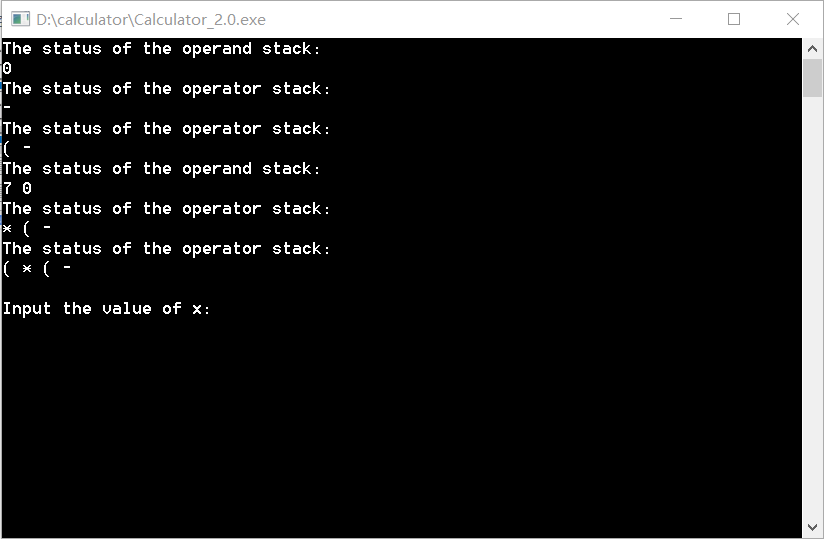 D:\calculator\Calculator_2.0.exe
The status of the operand stack:
0
The status of the operator stack:
-
The status of the operator stack:
( -
The status of the operand stack:
7 0
The status of the operator stack:
* ( -
The status of the operator stack:
( * ( -
Input the value of x: